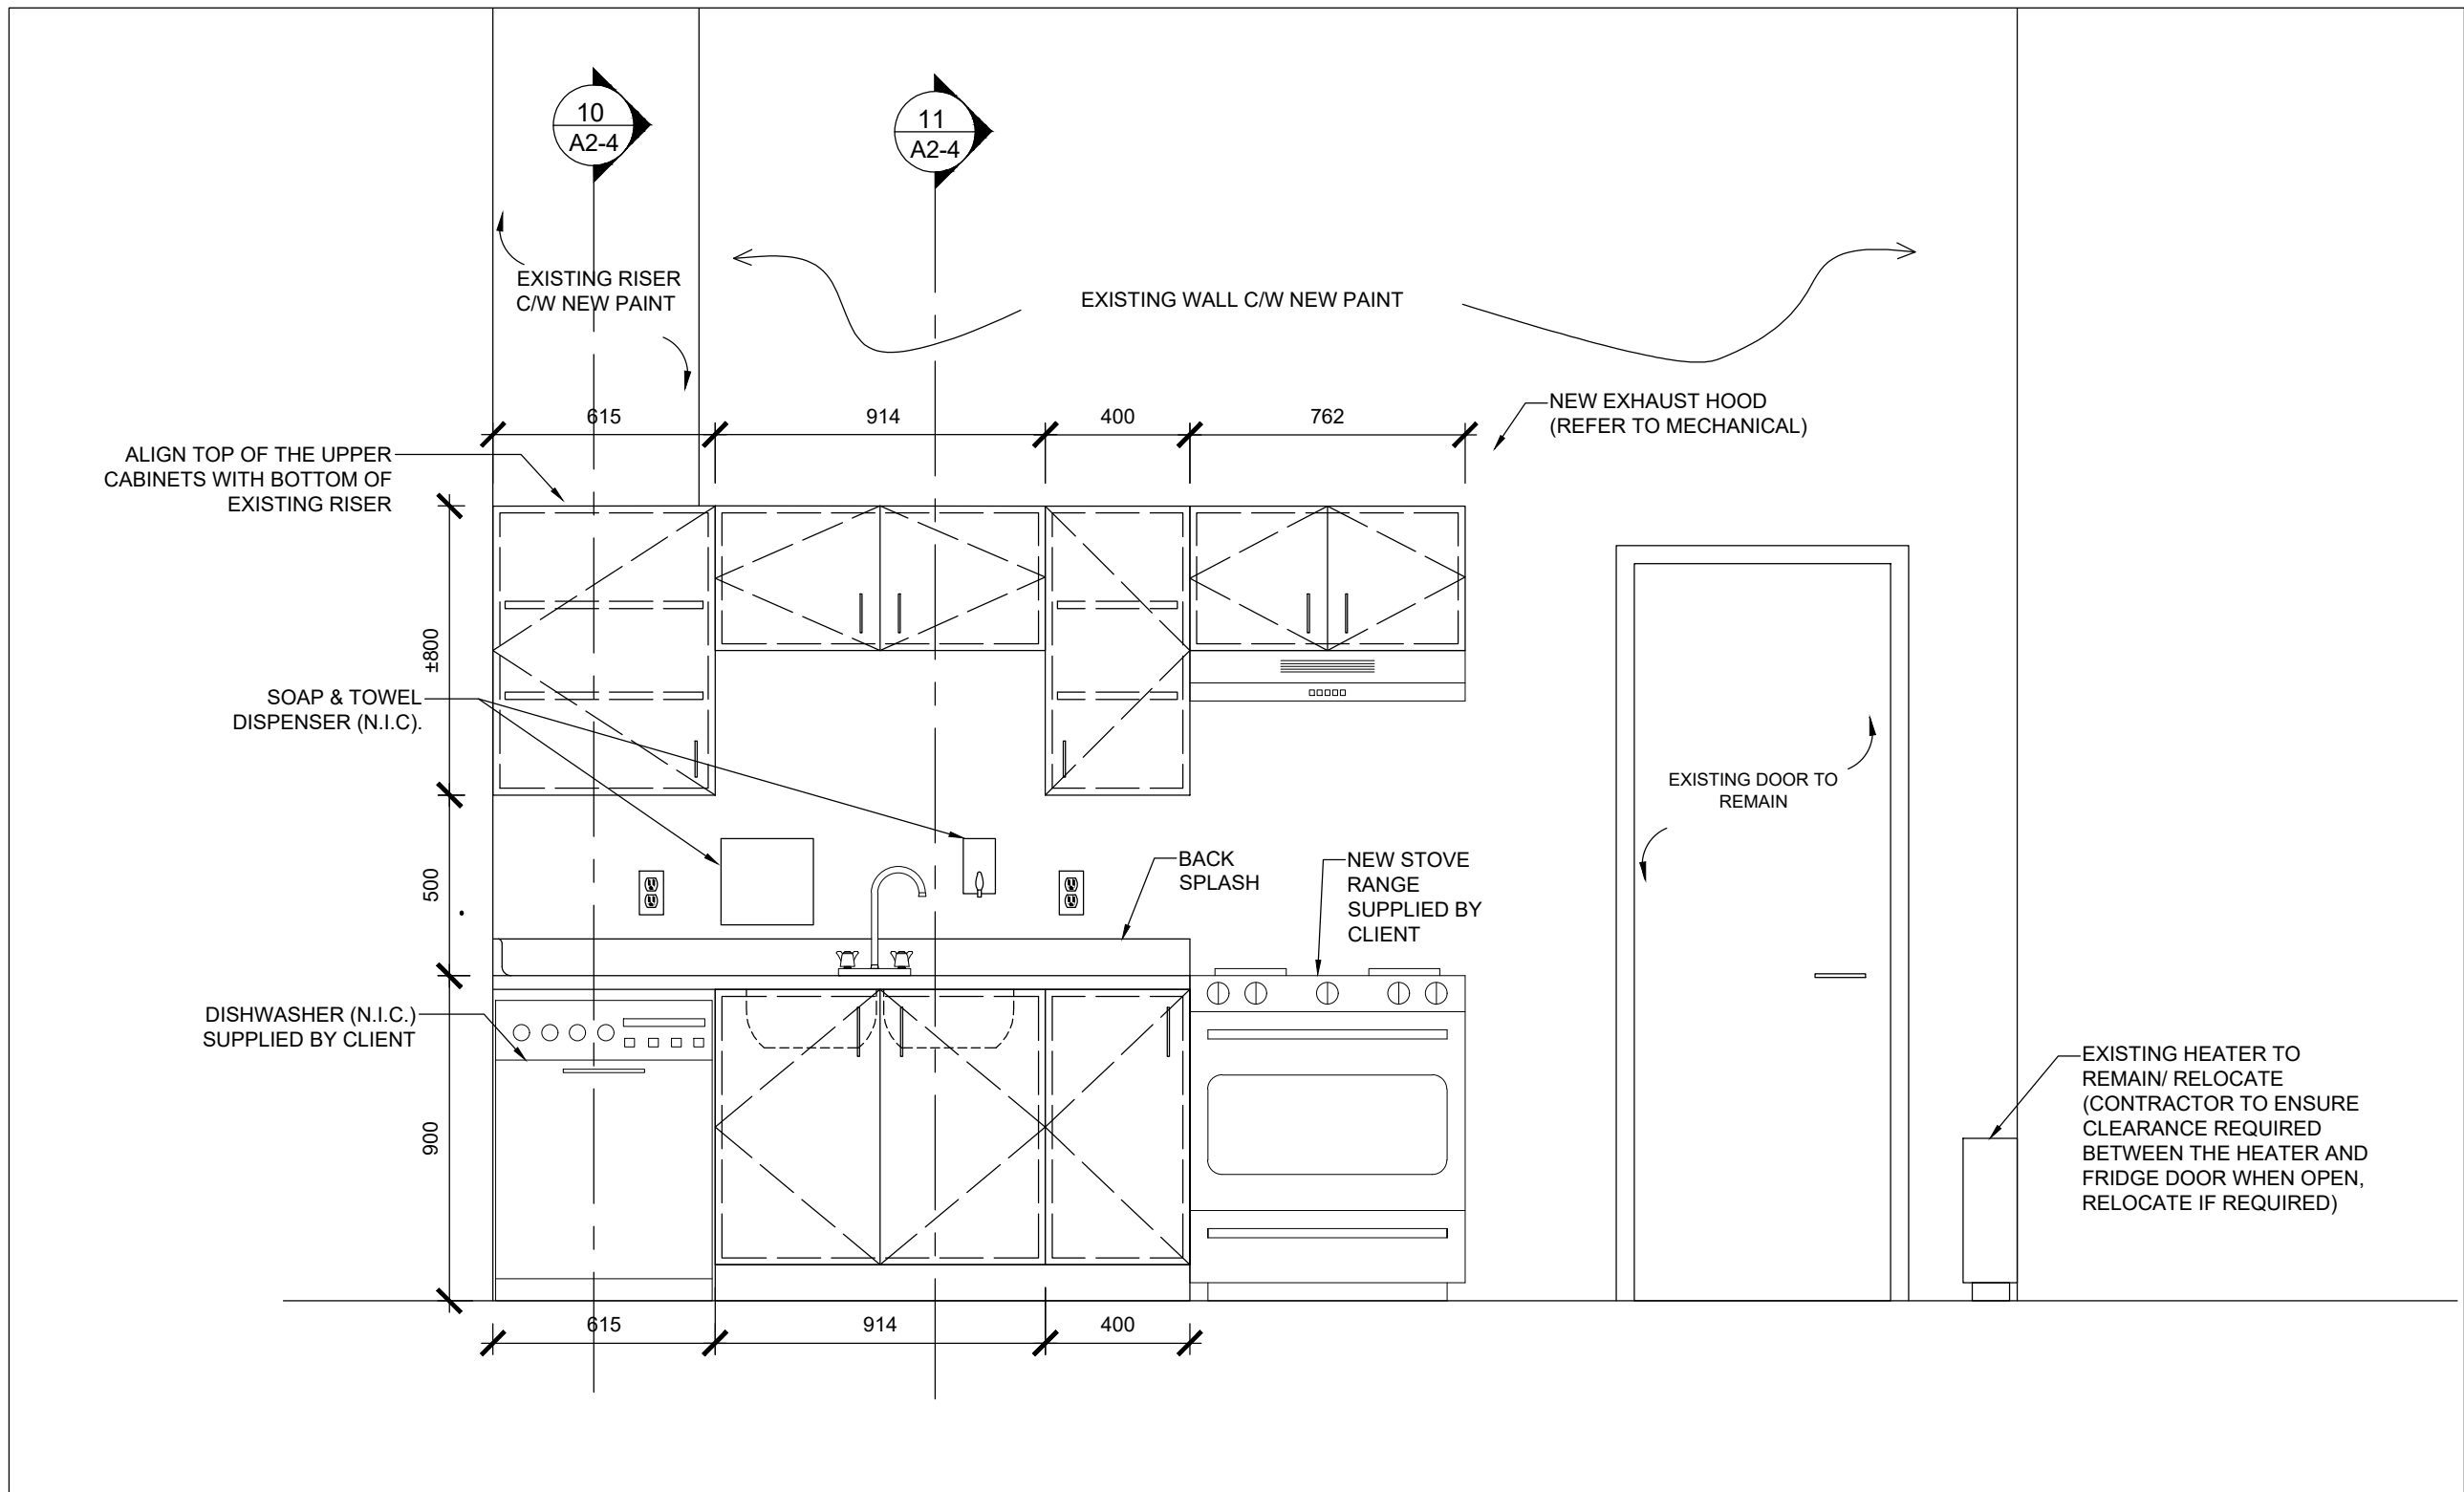 10
A2-4
11
A2-4
EXISTING RISER
C/W NEW PAINT
EXISTING WALL C/W NEW PAINT
NEW EXHAUST HOOD
(REFER TO MECHANICAL)
615
914
400
762
ALIGN TOP OF THE UPPER
CABINETS WITH BOTTOM OF
EXISTING RISER
±800
SOAP & TOWEL
DISPENSER (N.I.C).
EXISTING DOOR TO
REMAIN
500
BACK
SPLASH
NEW STOVE
RANGE
SUPPLIED BY
CLIENT
DISHWASHER (N.I.C.)
SUPPLIED BY CLIENT
900
EXISTING HEATER TO
REMAIN/ RELOCATE
(CONTRACTOR TO ENSURE
CLEARANCE REQUIRED
BETWEEN THE HEATER AND
FRIDGE DOOR WHEN OPEN,
RELOCATE IF REQUIRED)
615
914
400